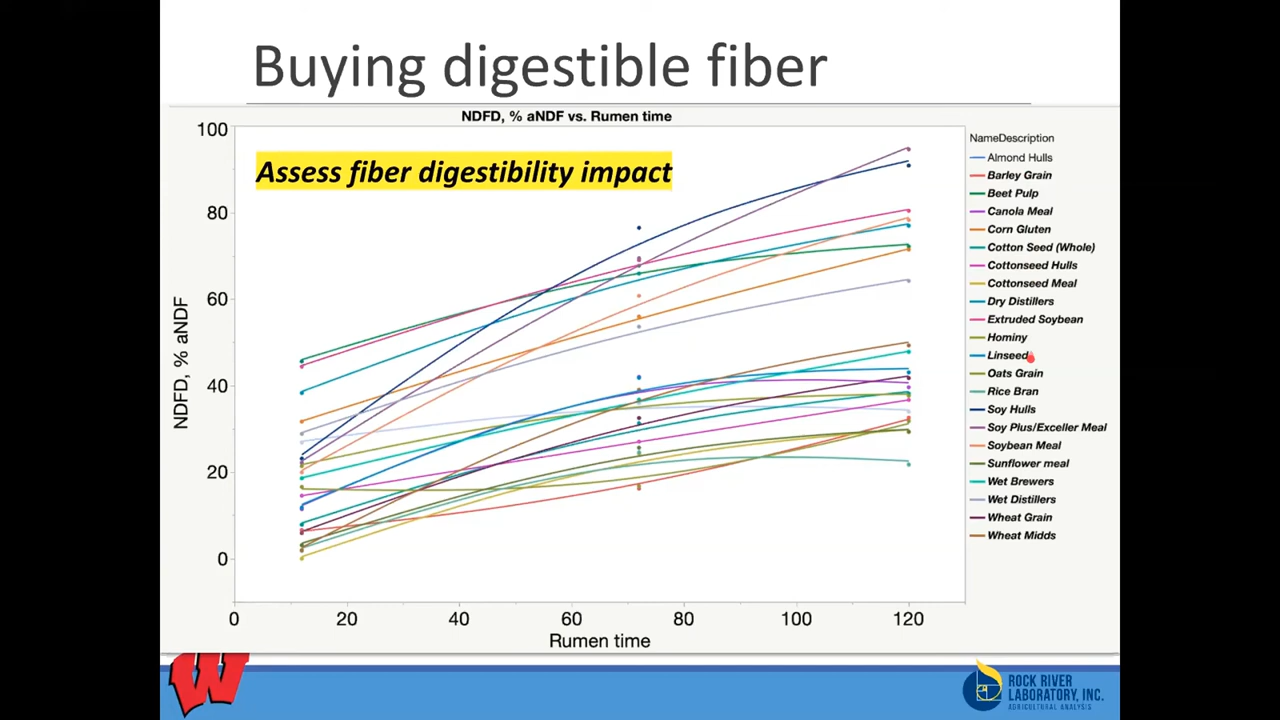 Buying digestible fiber
NDFD, % aNDF vs. Rumen time
Assess fiber digestibility impact
NDFD, % aNDF
100
80
60
40
20
0
0 20 40 60 80 100 120
Rumen time
NameDescription
Almond Hulls
Barley Grain
Beet Pulp
Canola Meal
Corn Gluten
Cotton Seed (Whole)
Cottonseed Hulls
Cottonseed Meal
Dry Distillers
Extruded Soybean
Hominy
Linseed
Oats Grain
Rice Bran
Soy Hulls
Soy Plus/Exceller Meal
Soybean Meal
Sunflower meal
Wet Brewers
Wet Distillers
Wheat Grain
Wheat Midds
W
ROCK RIVER
LABORATORY, INC.
AGRICULTURAL ANALYSIS